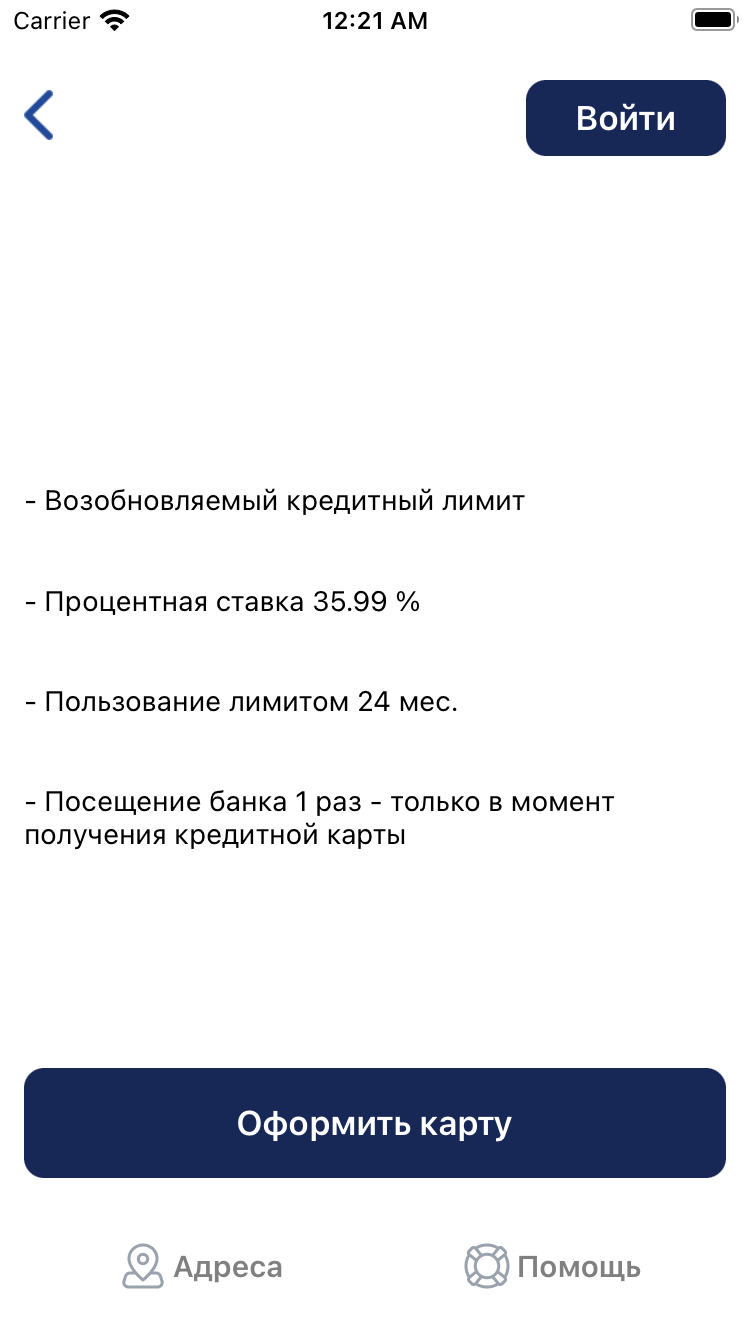 Carrier 12:21 AM
Войти
- Возобновляемый кредитный лимит
- Процентная ставка 35.99 %
- Пользование лимитом 24 мес.
- Посещение банка 1 раз - только в момент
получения кредитной карты
Оформить карту
Адреса Помощь